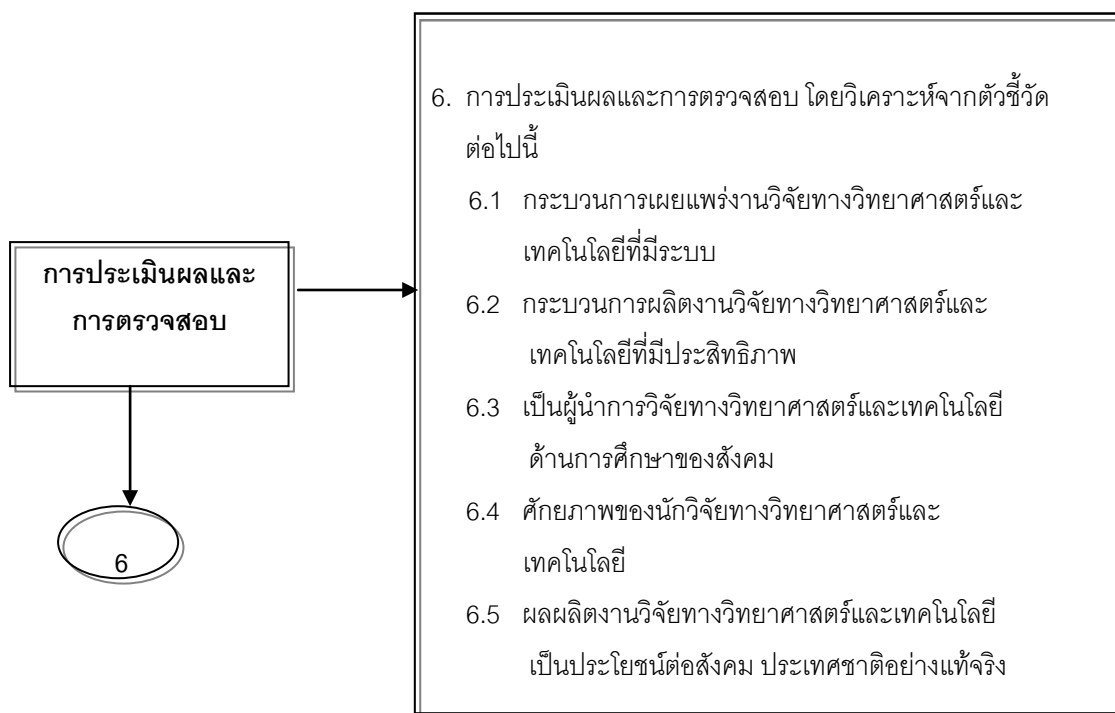 การประเมินผลและ
การตรวจสอบ
6
6. การประเมินผลและการตรวจสอบ โดยวิเคราะห์จากตัวชี้วัด
ต่อไปนี้
6.1 กระบวนการเผยแพร่งานวิจัยทางวิทยาศาสตร์และ
เทคโนโลยีที่มีระบบ
6.2 กระบวนการผลิตงานวิจัยทางวิทยาศาสตร์และ
เทคโนโลยีที่มีประสิทธิภาพ
6.3 เป็นผู้นำการวิจัยทางวิทยาศาสตร์และเทคโนโลยี
ด้านการศึกษาของสังคม
6.4 ศักยภาพของนักวิจัยทางวิทยาศาสตร์และ
เทคโนโลยี
6.5 ผลผลิตงานวิจัยทางวิทยาศาสตร์และเทคโนโลยี
เป็นประโยชน์ต่อสังคม ประเทศชาติอย่างแท้จริง